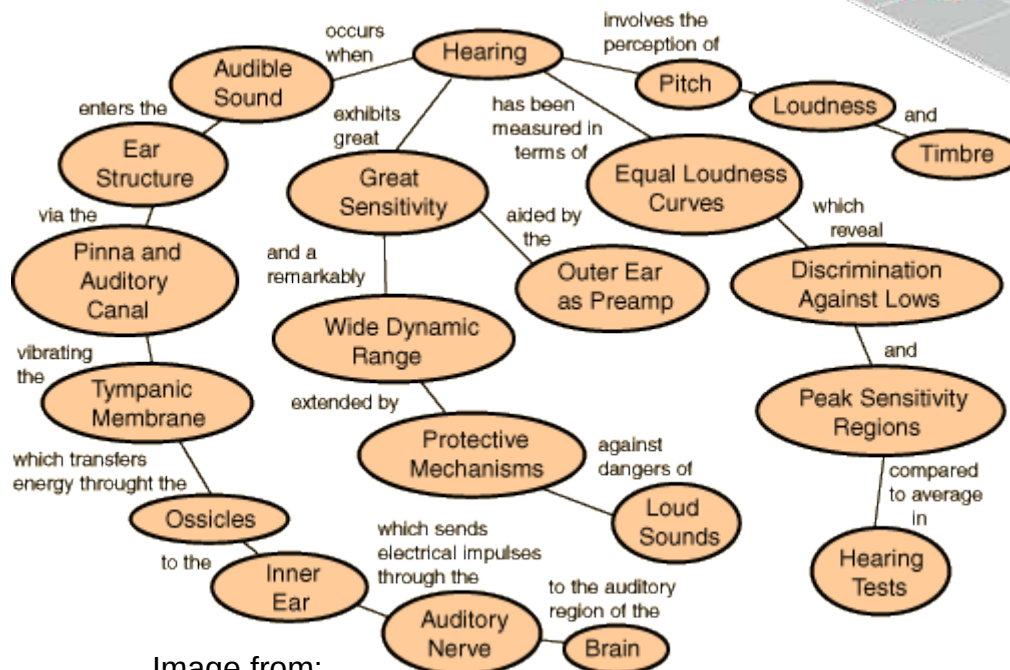 Hearing
occurs
when
Audible
Sound
enters the
Ear
Structure
via the
Pinna and
Auditory
Canal
vibrating
the
Tympanic
Membrane
which transfers
energy throught the
Ossicles
to the
Inner
Ear
which sends
electrical impulses
through the
Auditory
Nerve
to the auditory
region of the
Brain
exhibits
great
Great
Sensitivity
aided by
the
Outer Ear
as Preamp
and a
remarkably
Wide Dynamic
Range
extended by
Protective
Mechanisms
against
dangers of
Loud
Sounds
has been
measured in
terms of
Equal Loudness
Curves
which
reveal
Discrimination
Against Lows
and
Peak Sensitivity
Regions
compared
to average
in
Hearing
Tests
involves the
perception of
Pitch
Loudness
and
Timbre
Image from: